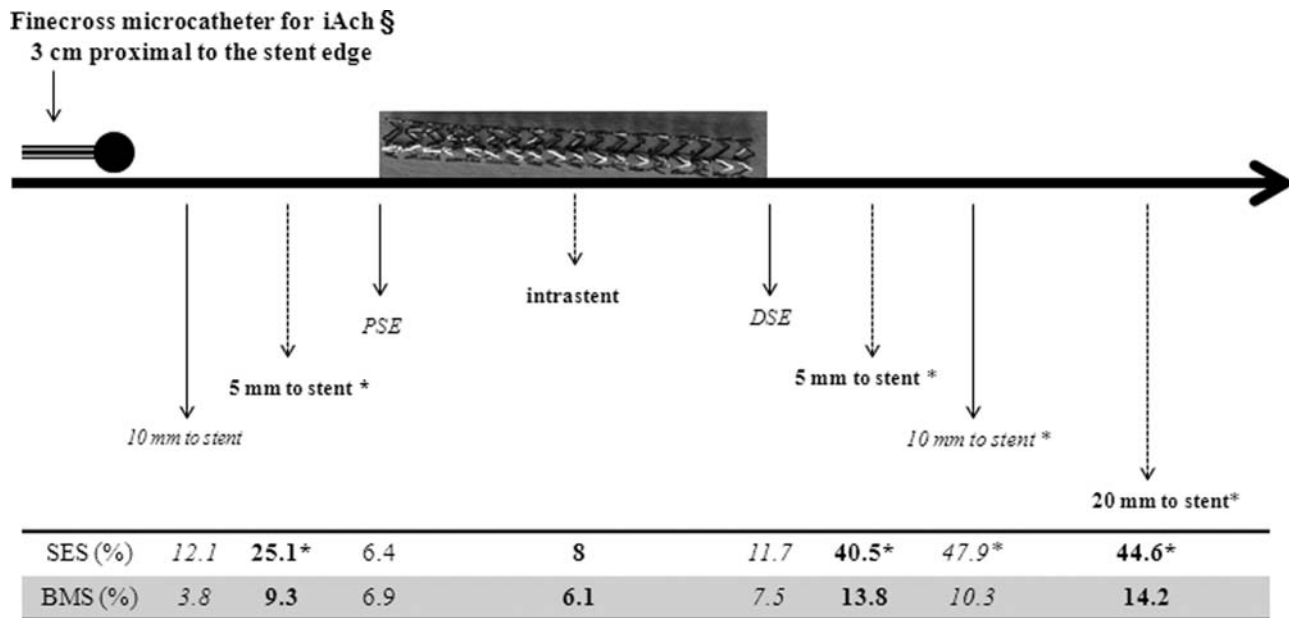 Finecross microcatheter for iAch §
3 cm proximal to the stent edge
intrastent
PSE
DSE
5 mm to stent *
5 mm to stent *
10 mm to stent
10 mm to stent *
20 mm to stent*
SES (%) 12.1 25.1* 6.4 8 11.7 40.5* 47.9* 44.6*
BMS (%) 3.8 9.3 6.9 6.1 7.5 13.8 10.3 14.2